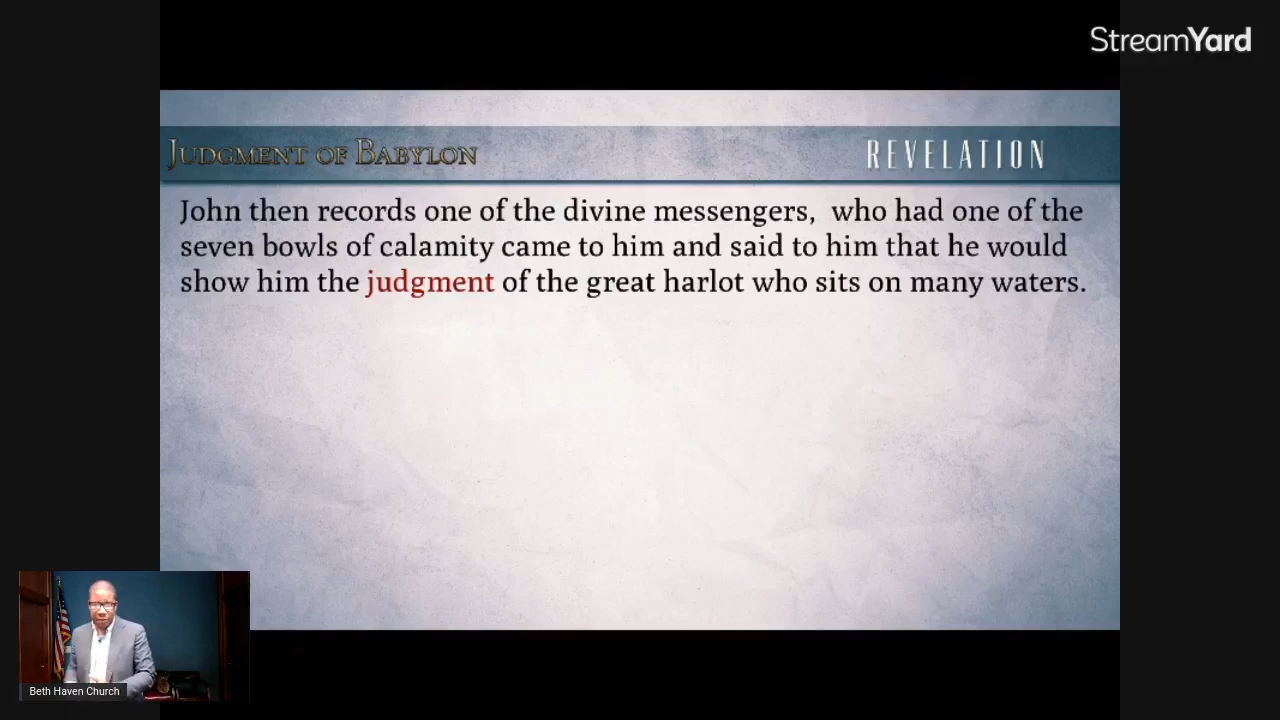 StreamYard
JUDGMENT OF BABYLON
REVELATION
John then records one of the divine messengers,  who had one of the
seven bowls of calamity came to him and said to him that he would
show him the judgment of the great harlot who sits on many waters.
Beth Haven Church